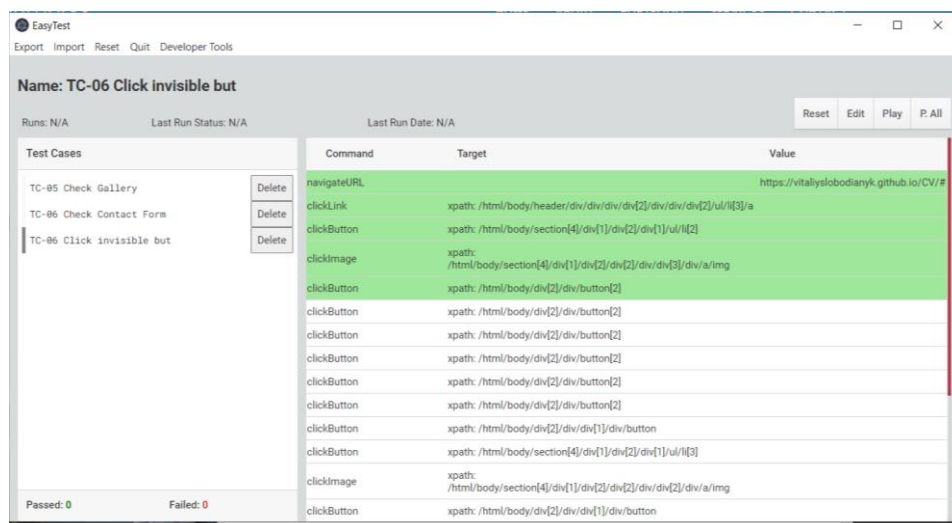 EasyTest
Export Import Reset Quit Developer Tools
Name: TC-06 Click invisible but
Runs: N/A Last Run Status: N/A Last Run Date: N/A
Reset Edit Play P. All
Test Cases
TC-05 Check Gallery Delete
TC-06 Check Contact Form Delete
TC-06 Click invisible but Delete
Passed: 0 Failed: 0
Command Target Value
navigateURL https://vitaliyslobodianyk.github.io/CV/#
clickLink xpath: /html/body/header/div/div/div/div[2]/div/div/div[2]/ul/li[3]/a
clickButton xpath: /html/body/section[4]/div[1]/div[2]/div[1]/ul/li[2]
clickImage xpath:
/html/body/section[4]/div[1]/div[2]/div[2]/div/div[3]/div/a/img
clickButton xpath: /html/body/div[2]/div/button[2]
clickButton xpath: /html/body/div[2]/div/button[2]
clickButton xpath: /html/body/div[2]/div/button[2]
clickButton xpath: /html/body/div[2]/div/button[2]
clickButton xpath: /html/body/div[2]/div/button[2]
clickButton xpath: /html/body/div[2]/div/button[2]
clickButton xpath: /html/body/div[2]/div/div[1]/div/button
clickButton xpath: /html/body/section[4]/div[1]/div[2]/div[1]/ul/li[3]
clickImage xpath:
/html/body/section[4]/div[1]/div[2]/div[2]/div/div[2]/div/a/img
clickButton xpath: /html/body/div[2]/div/div[1]/div/button